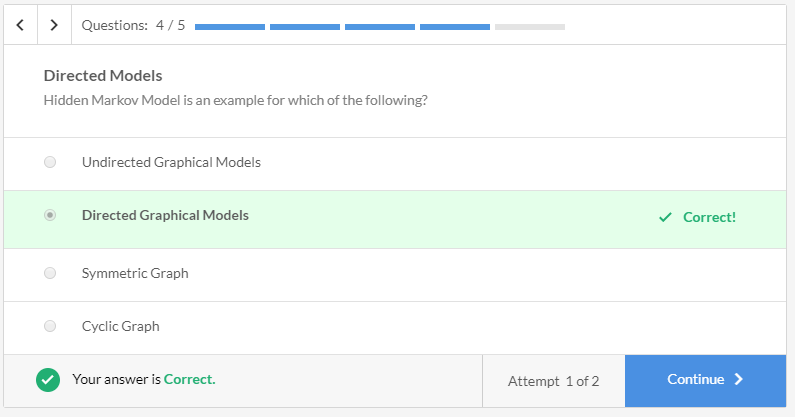 Questions: 4 / 5
Directed Models
Hidden Markov Model is an example for which of the following?
Undirected Graphical Models
Directed Graphical Models
Correct!
Symmetric Graph
Cyclic Graph
Your answer is Correct.
Attempt 1 of 2
Continue